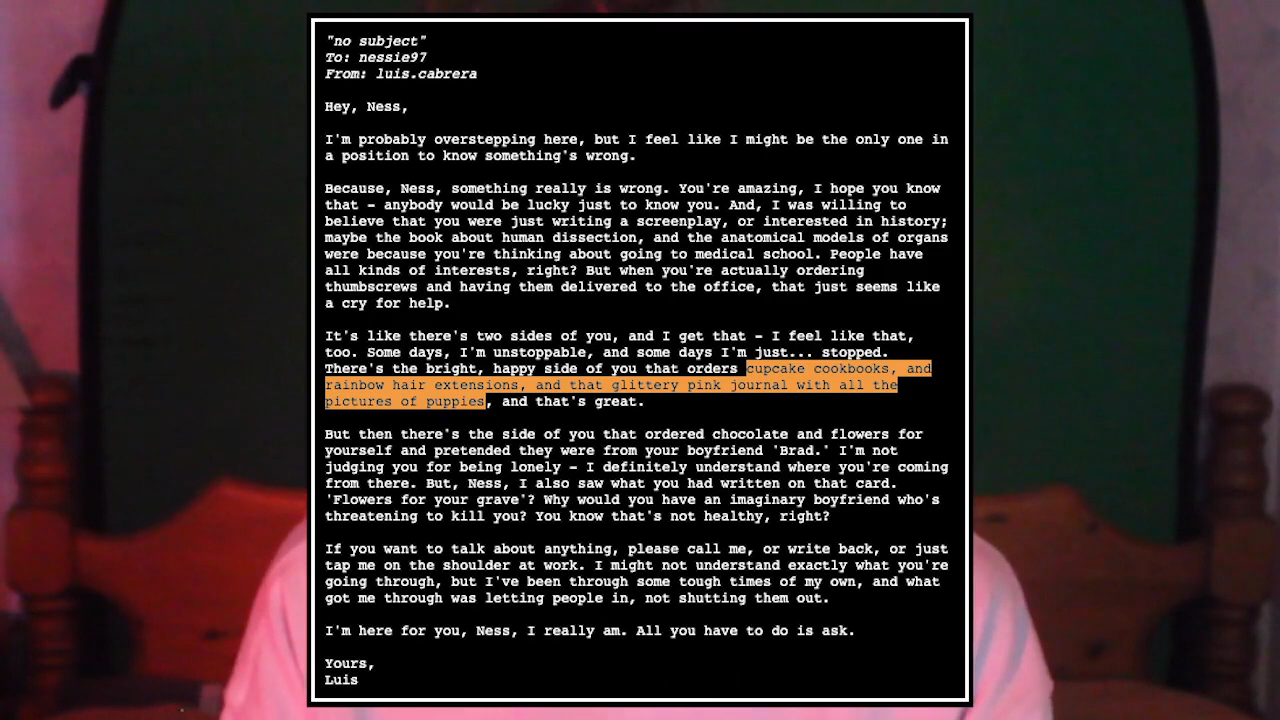 "no subject"
To: nessie97
From: luis.cabrera
Hey, Ness,
I'm probably overstepping here, but I feel like I might be the only one in
a position to know something's wrong.
Because, Ness, something really is wrong. You're amazing, I hope you know
that - anybody would be lucky just to know you. And, I was willing to
believe that you were just writing a screenplay, or interested in history;
maybe the book about human dissection, and the anatomical models of organs
were because you're thinking about going to medical school. People have
all kinds of interests, right? But when you're actually ordering
thumbscrews and having them delivered to the office, that just seems like
a cry for help.
It's like there's two sides of you, and I get that - I feel like that,
too. Some days, I'm unstoppable, and some days I'm just... stopped.
There's the bright, happy side of you that orders cupcake cookbooks, and
rainbow hair extensions, and that glittery pink journal with all the
pictures of puppies, and that's great.
But then there's the side of you that ordered chocolate and flowers for
yourself and pretended they were from your boyfriend 'Brad.' I'm not
judging you for being lonely - I definitely understand where you're coming
from there. But, Ness, I also saw what you had written on that card.
'Flowers for your grave'? Why would you have an imaginary boyfriend who's
threatening to kill you? You know that's not healthy, right?
If you want to talk about anything, please call me, or write back, or just
tap me on the shoulder at work. I might not understand exactly what you're
going through, but I've been through some tough times of my own, and what
got me through was letting people in, not shutting them out.
I'm here for you, Ness, I really am. All you have to do is ask.
Yours,
Luis